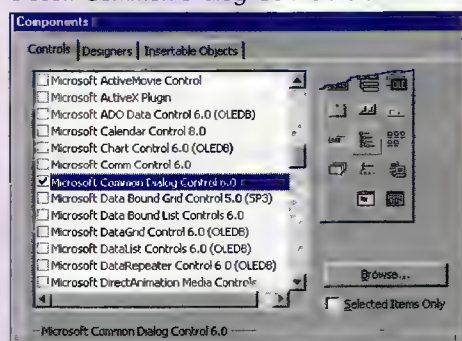 Components
Controls Designers Insertable Objects
Microsoft ActiveMovie Control
Microsoft ActiveX Plugin
Microsoft ADO Data Control 6.0 (OLEDB)
Microsoft Calendar Control 8.0
Microsoft Chart Control 6.0 (OLEDB)
Microsoft Comm Control 6.0
Microsoft Common Dialog Control 6.0
Microsoft Data Bound Grid Control 5.0 (SP3)
Microsoft Data Bound List Controls 6.0
Microsoft DataGrid Control 6.0 (OLEDB)
Microsoft DataList Controls 6.0 (OLEDB)
Microsoft DataRepeater Control 6.0 (OLEDB)
Microsoft DirectAnimation Media Controls
Browse...
Selected Items Only
Microsoft Common Dialog Control 6.0